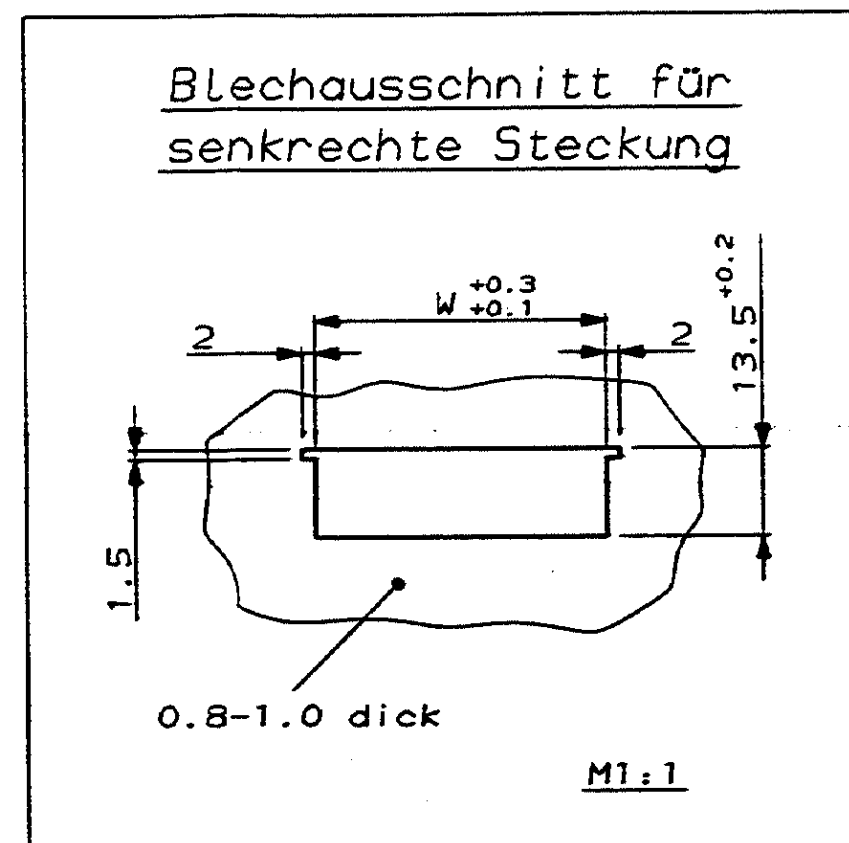 Blechausschnitt für
senkrechte Steckung
W +0.3 +0.1
2
2
13.5 +0.2
1.5
0.8-1.0 dick
M1:1